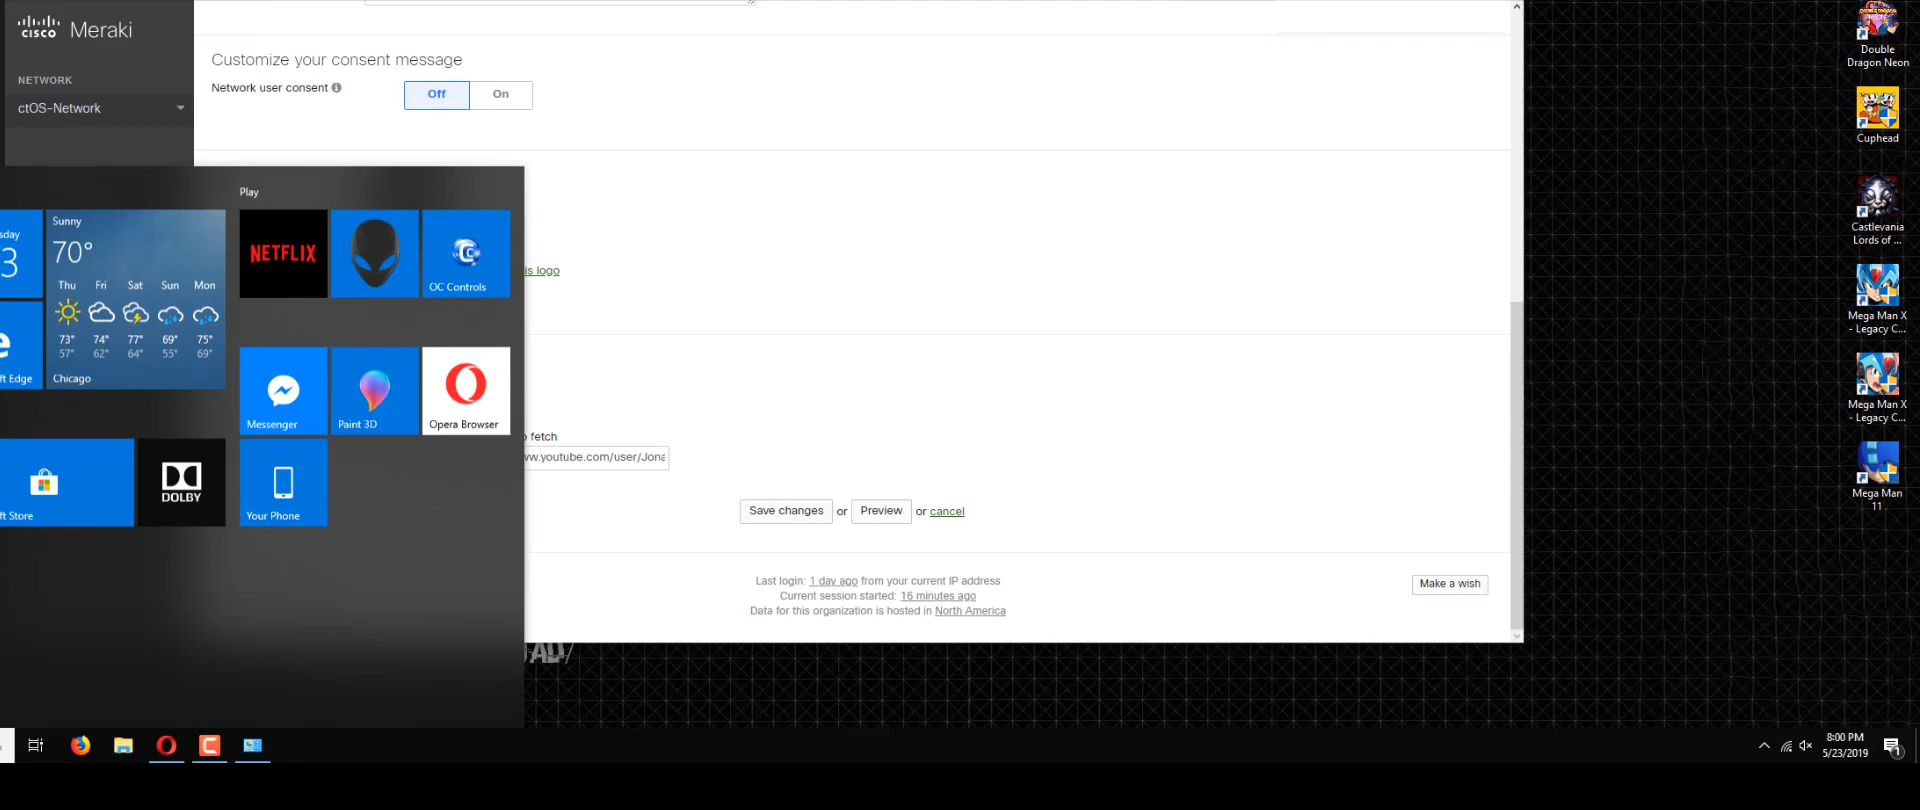 cisco Meraki
NETWORK
ctOS-Network
Customize your consent message
Network user consent
Off
On
is logo
fetch
ww.youtube.com/user/Jona
Save changes or Preview or cancel
Last login: 1 day ago from your current IP address
Current session started: 16 minutes ago
Data for this organization is hosted in North America
Make a wish
sday
3
Sunny
70°
Thu Fri Sat Sun Mon
73° 74° 77° 69° 75°
57° 62° 64° 55° 69°
Chicago
ft Edge
ft Store
DOLBY
Play
NETFLIX
OC Controls
Messenger
Paint 3D
Opera Browser
Your Phone
Double
Dragon Neon
Cuphead
Castlevania
Lords of ...
Mega Man X
- Legacy C...
Mega Man X
- Legacy C...
Mega Man
11
8:00 PM
5/23/2019
1